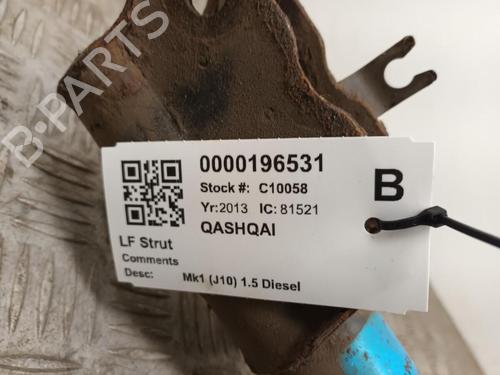 B-PARTS
0000196531
Stock #: C10058
B
Yr:2013 IC:81521
QASHQAI
LF Strut
Comments
Desc: Mk1 (J10) 1.5 Diesel